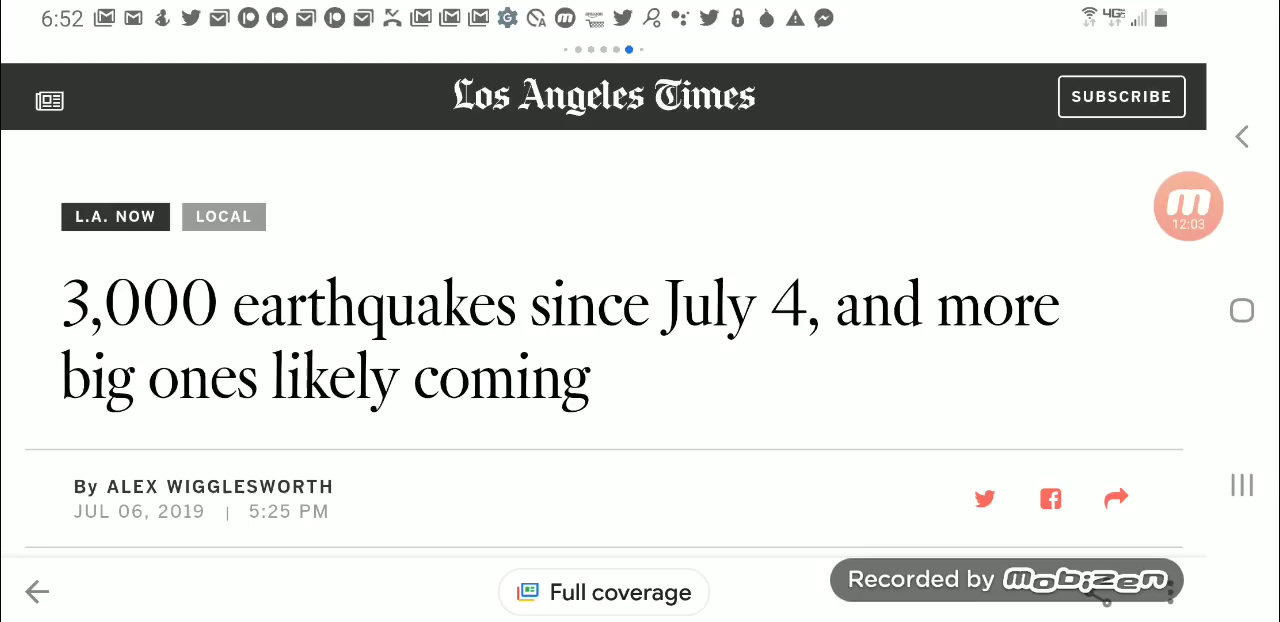 6:52
4GE
Los Angeles Times
SUBSCRIBE
m
12:03
L.A. NOW LOCAL
3,000 earthquakes since July 4, and more
big ones likely coming
By ALEX WIGGLESWORTH
JUL 06, 2019 | 5:25 PM
Full coverage
Recorded by mobizen